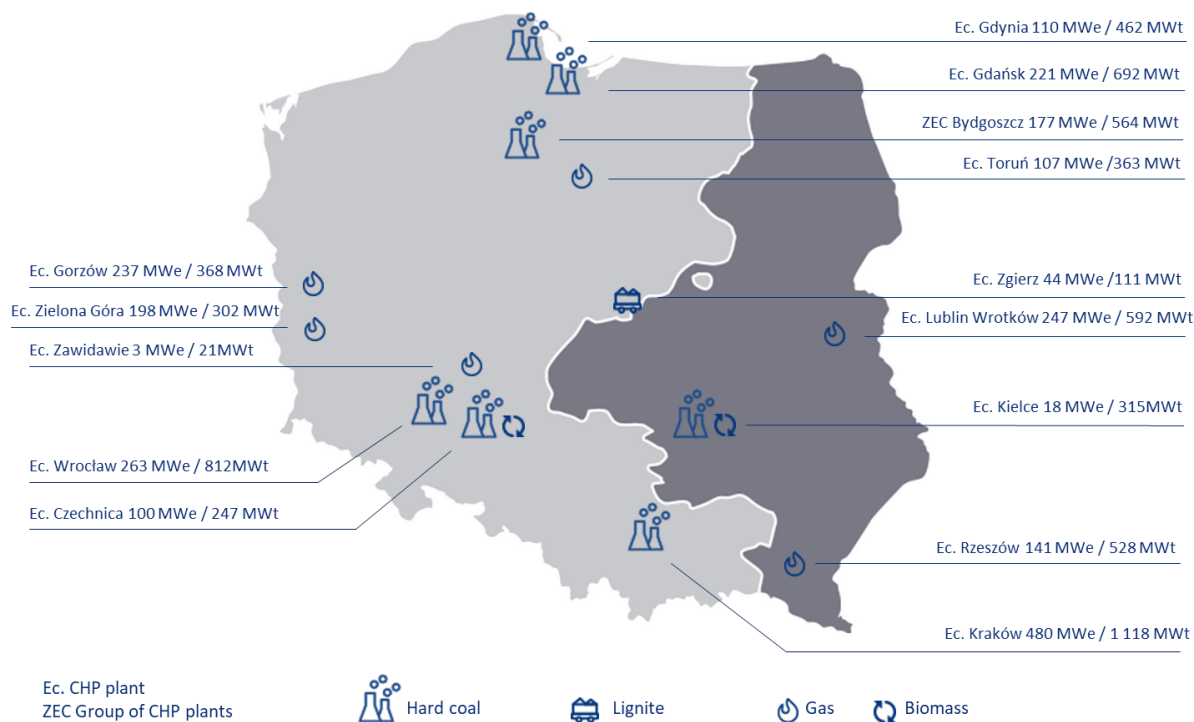 Ec. Gdynia 110 MWe / 462 MWt
Ec. Gdańsk 221 MWe / 692 MWt
ZEC Bydgoszcz 177 MWe / 564 MWt
Ec. Toruń 107 MWe /363 MWt
Ec. Gorzów 237 MWe / 368 MWt
Ec. Zielona Góra 198 MWe / 302 MWt
Ec. Zawidawie 3 MWe / 21MWt
Ec. Wrocław 263 MWe / 812MWt
Ec. Czechnica 100 MWe / 247 MWt
Ec. Zgierz 44 MWe /111 MWt
Ec. Lublin Wrotków 247 MWe / 592 MWt
Ec. Kielce 18 MWe / 315MWt
Ec. Rzeszów 141 MWe / 528 MWt
Ec. Kraków 480 MWe / 1 118 MWt
Ec. CHP plant
ZEC Group of CHP plants
Hard coal
Lignite
Gas
Biomass